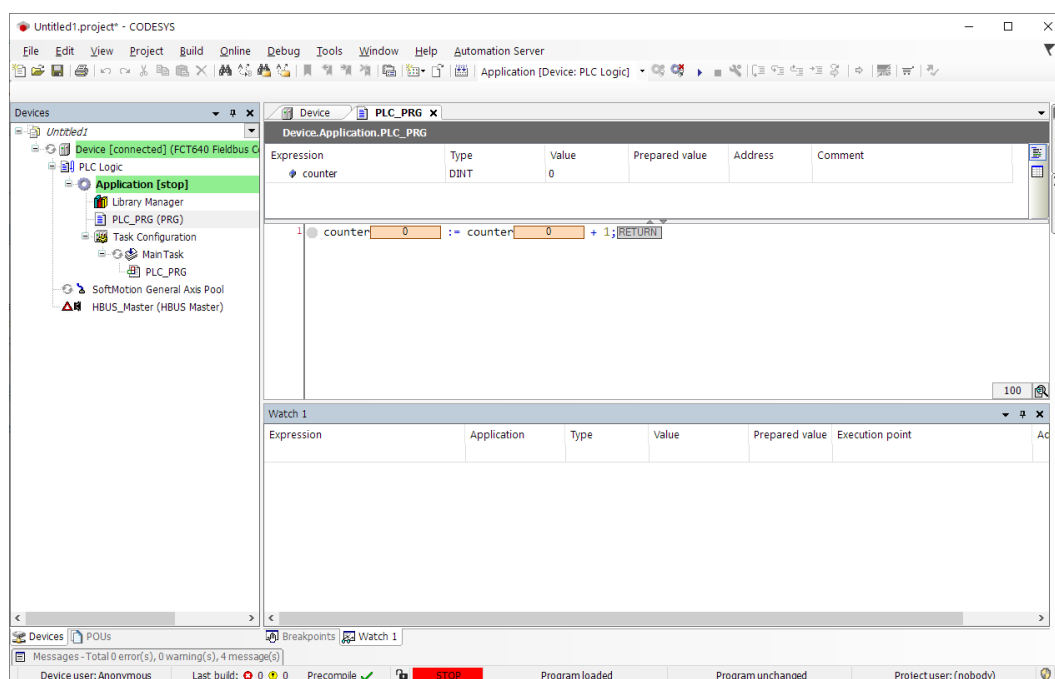 Untitled1.project* - CODESYS
File Edit View Project Build Online Debug Tools Window Help Automation Server
Application [Device: PLC Logic]
Devices
Device
PLC_PRG
Untitled1
Device [connected] (FCT640 Fieldbus Co
PLC Logic
Application [stop]
Library Manager
PLC_PRG (PRG)
Task Configuration
MainTask
PLC_PRG
SoftMotion General Axis Pool
HBUS_Master (HBUS Master)
Device.Application.PLC_PRG
Expression Type Value Prepared value Address Comment
counter DINT 0
1 counter 0 := counter 0 + 1; RETURN
100
Watch 1
Expression Application Type Value Prepared value Execution point Ad
Devices POUs
Breakpoints Watch 1
Messages - Total 0 error(s), 0 warning(s), 4 message(s)
Device user: Anonymous Last build: 0 0 Precompile STOP Program loaded Program unchanged Project user: (nobody)